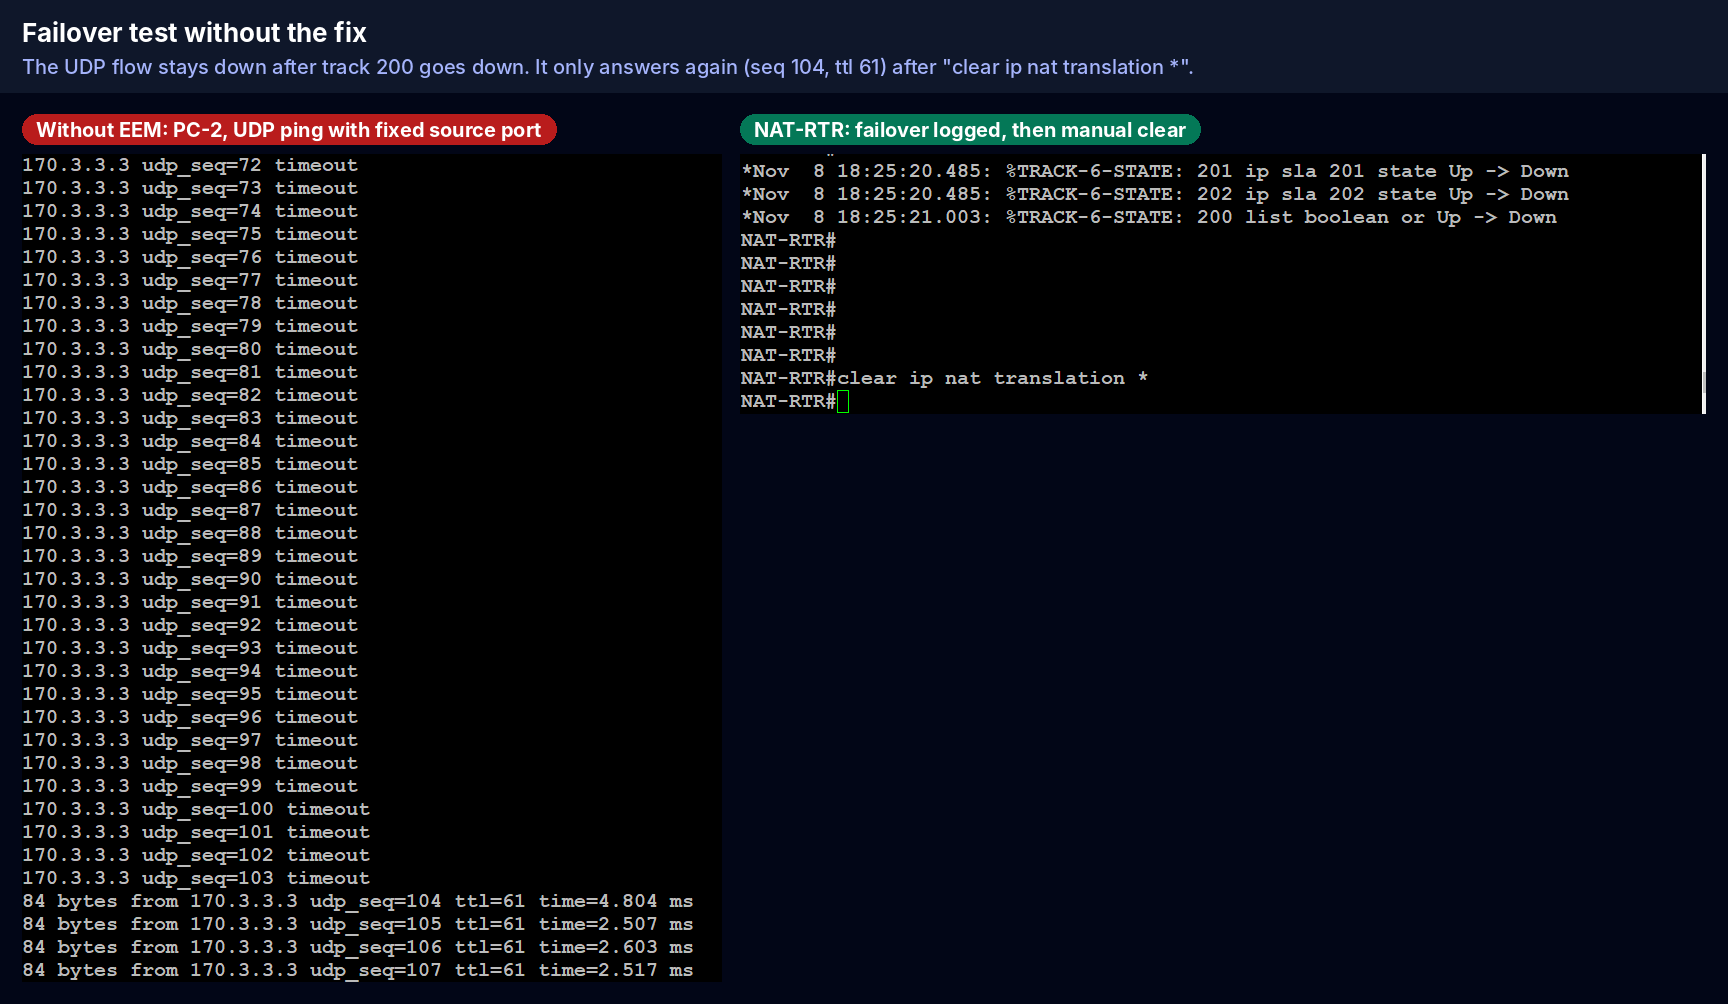 Failover test without the fix
The UDP flow stays down after track 200 goes down. It only answers again (seq 104, ttl 61) after "clear ip nat translation *".
Without EEM: PC-2, UDP ping with fixed source port
170.3.3.3 udp_seq=72 timeout
170.3.3.3 udp_seq=73 timeout
170.3.3.3 udp_seq=74 timeout
170.3.3.3 udp_seq=75 timeout
170.3.3.3 udp_seq=76 timeout
170.3.3.3 udp_seq=77 timeout
170.3.3.3 udp_seq=78 timeout
170.3.3.3 udp_seq=79 timeout
170.3.3.3 udp_seq=80 timeout
170.3.3.3 udp_seq=81 timeout
170.3.3.3 udp_seq=82 timeout
170.3.3.3 udp_seq=83 timeout
170.3.3.3 udp_seq=84 timeout
170.3.3.3 udp_seq=85 timeout
170.3.3.3 udp_seq=86 timeout
170.3.3.3 udp_seq=87 timeout
170.3.3.3 udp_seq=88 timeout
170.3.3.3 udp_seq=89 timeout
170.3.3.3 udp_seq=90 timeout
170.3.3.3 udp_seq=91 timeout
170.3.3.3 udp_seq=92 timeout
170.3.3.3 udp_seq=93 timeout
170.3.3.3 udp_seq=94 timeout
170.3.3.3 udp_seq=95 timeout
170.3.3.3 udp_seq=96 timeout
170.3.3.3 udp_seq=97 timeout
170.3.3.3 udp_seq=98 timeout
170.3.3.3 udp_seq=99 timeout
170.3.3.3 udp_seq=100 timeout
170.3.3.3 udp_seq=101 timeout
170.3.3.3 udp_seq=102 timeout
170.3.3.3 udp_seq=103 timeout
84 bytes from 170.3.3.3 udp_seq=104 ttl=61 time=4.804 ms
84 bytes from 170.3.3.3 udp_seq=105 ttl=61 time=2.507 ms
84 bytes from 170.3.3.3 udp_seq=106 ttl=61 time=2.603 ms
84 bytes from 170.3.3.3 udp_seq=107 ttl=61 time=2.517 ms
NAT-RTR: failover logged, then manual clear
*Nov  8 18:25:20.485: %TRACK-6-STATE: 201 ip sla 201 state Up -> Down
*Nov  8 18:25:20.485: %TRACK-6-STATE: 202 ip sla 202 state Up -> Down
*Nov  8 18:25:21.003: %TRACK-6-STATE: 200 list boolean or Up -> Down
NAT-RTR#
NAT-RTR#
NAT-RTR#
NAT-RTR#
NAT-RTR#
NAT-RTR#
NAT-RTR#clear ip nat translation *
NAT-RTR#